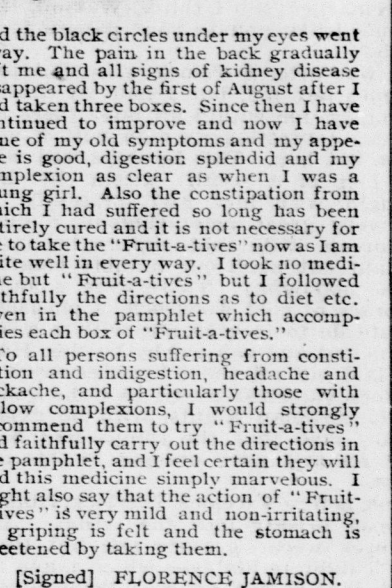 d the black circles under my eyes went
ay. The pain in the back gradually
t me and all signs of kidney disease
appeared by the first of August after I
d taken three boxes. Since then I have
ntinued to improve and now I have
ne of my old symptoms and my appe-
e is good, digestion splendid and my
mplexion as clear as when I was a
ung girl. Also the constipation from
ich I had suffered so long has been
tirely cured and it is not necessary for
e to take the "Fruit-a-tives" now as I am
ite well in every way. I took no medi-
ne but "Fruit-a-tives" but I followed
thfully the directions as to diet etc.
ven in the pamphlet which accomp-
ies each box of "Fruit-a-tives."
To all persons suffering from consti-
tion and indigestion, headache and
ckache, and particularly those with
low complexions, I would strongly
commend them to try "Fruit-a-tives"
d faithfully carry out the directions in
e pamphlet, and I feel certain they will
d this medicine simply marvelous. I
ght also say that the action of "Fruit-
ives" is very mild and non-irritating,
griping is felt and the stomach is
eetened by taking them.
[Signed] FLORENCE JAMISON.